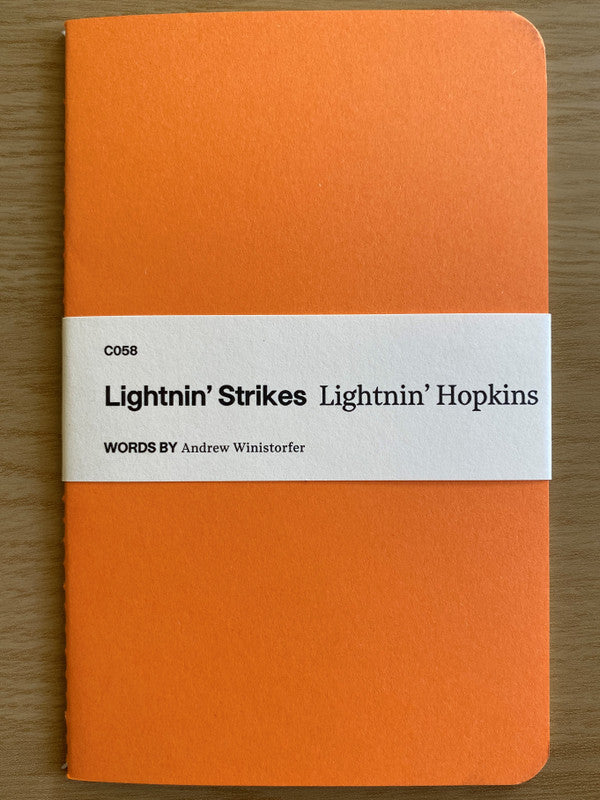 C058
Lightnin’ Strikes Lightnin’ Hopkins
WORDS BY Andrew Winistorfer